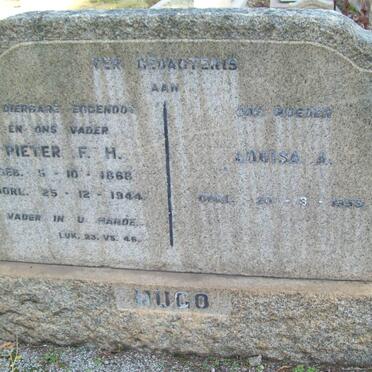 TER GEDAGTENIS
AAN
DIERBARE EGGENOOT
EN ONS VADER
PIETER F. H.
GEB. 5-10-1868
OORL. 25-12-1944
VADER IN U HANDE.
LUK. 23. VS. 46.
ONS MOEDER
LOUISA A.
OORL. 20-3-1953
HUGO